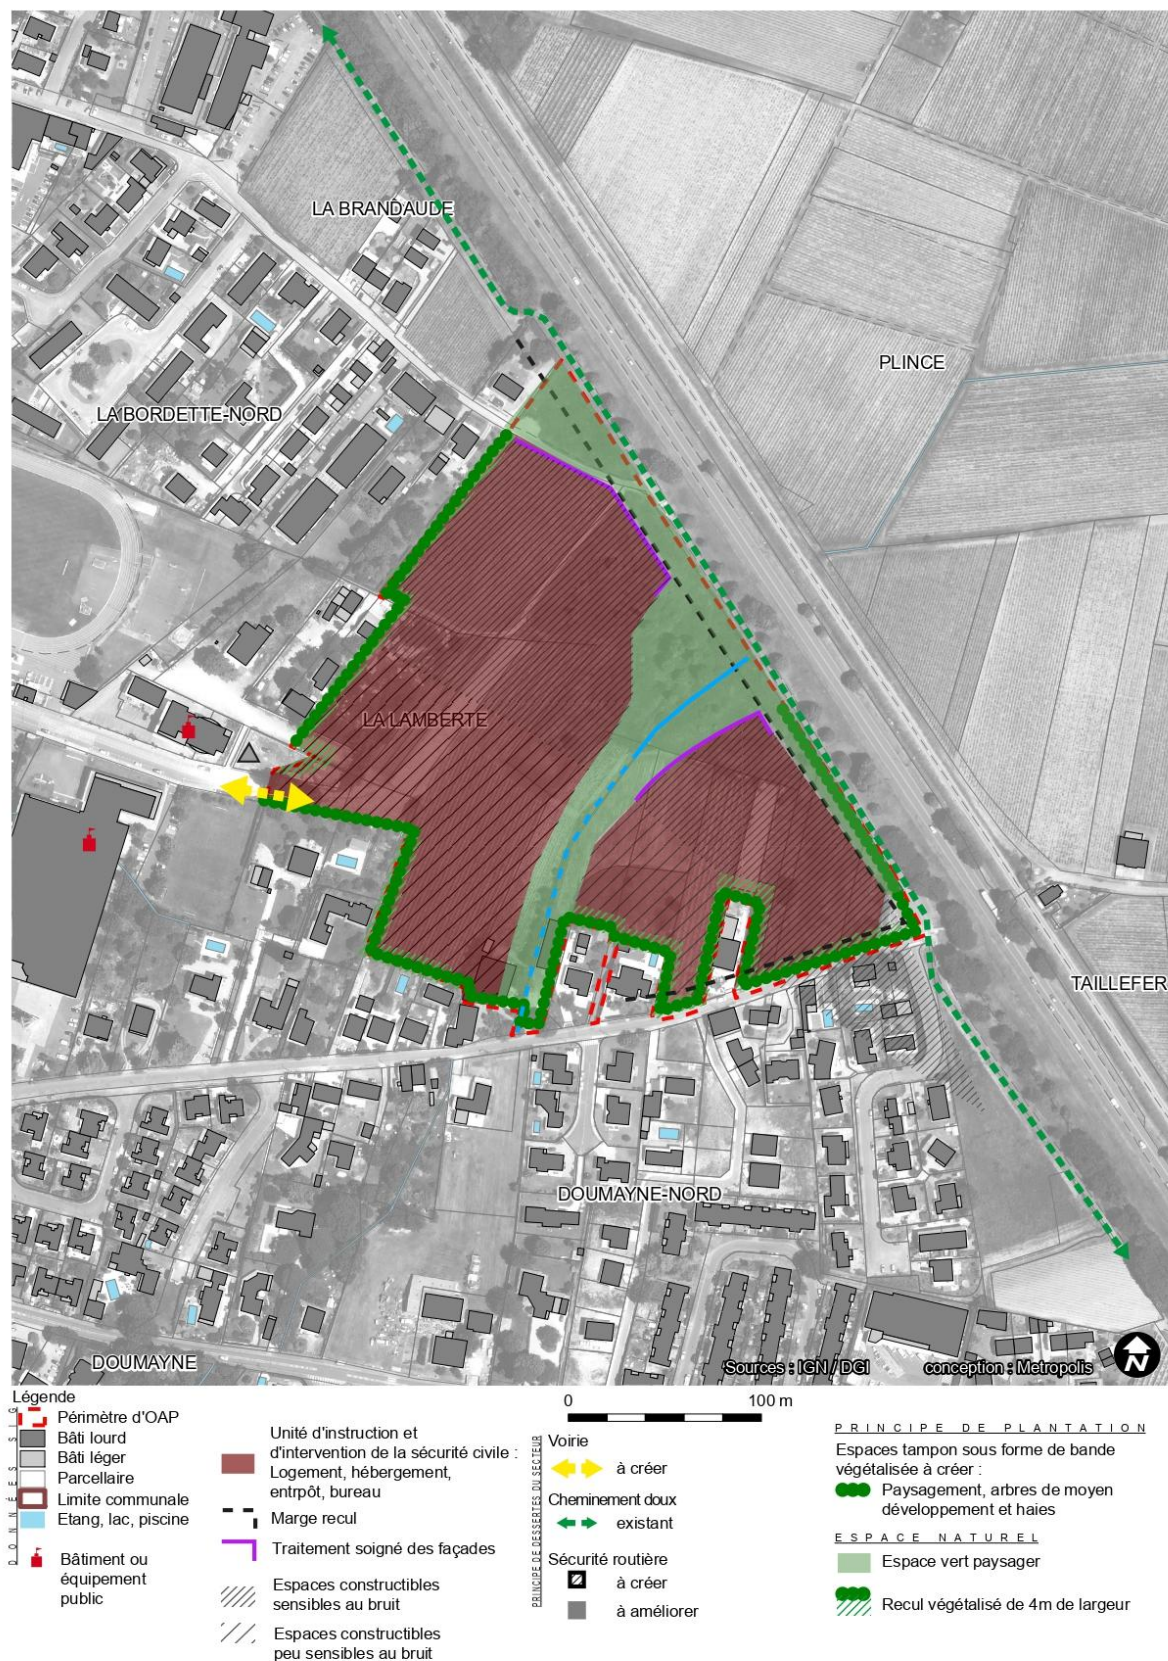 LA BRANDAUDE
PLINCE
LA BORDETTE-NORD
LA LAMBERTE
TAILLEFER
DOUMAYNE-NORD
DOUMAYNE
Sources : IGN / DGI
conception : Metropolis
N
Légende
DONNÉES SIG
Périmètre d'OAP
Bâti lourd
Bâti léger
Parcellaire
Limite communale
Etang, lac, piscine
Bâtiment ou
équipement
public
Unité d'instruction et
d'intervention de la sécurité civile :
Logement, hébergement,
entrpôt, bureau
Marge recul
Traitement soigné des façades
Espaces constructibles
sensibles au bruit
Espaces constructibles
peu sensibles au bruit
0 100 m
PRINCIPE DE DESSERTES DU SECTEUR
Voirie
à créer
Cheminement doux
existant
Sécurité routière
à créer
à améliorer
PRINCIPE DE PLANTATION
Espaces tampon sous forme de bande
végétalisée à créer :
Paysagement, arbres de moyen
développement et haies
ESPACE NATUREL
Espace vert paysager
Recul végétalisé de 4m de largeur